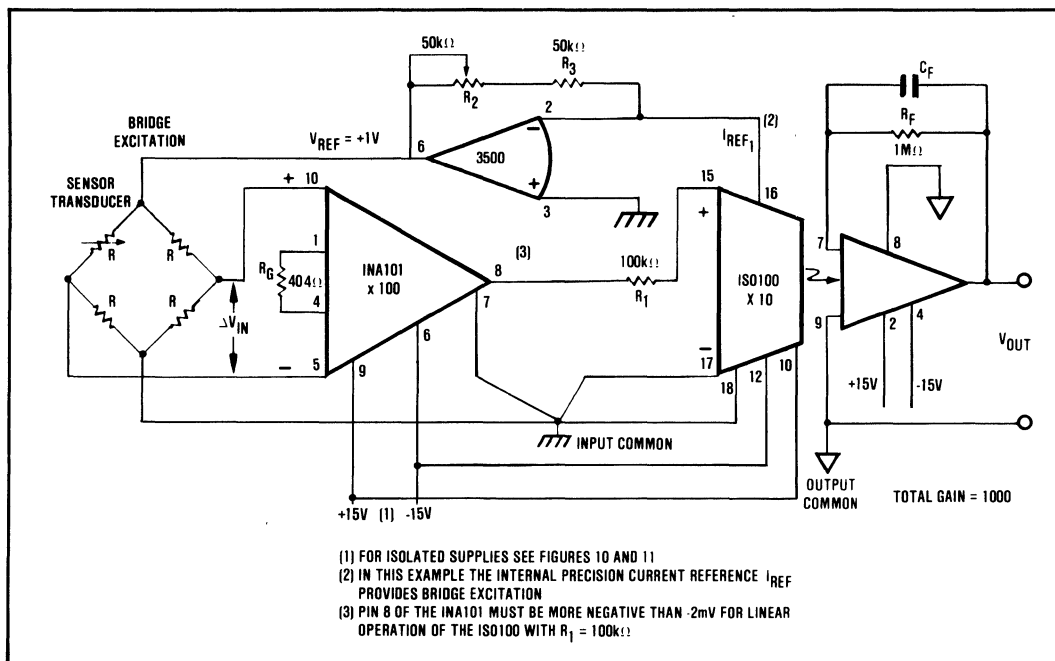 50kΩ
50kΩ
R2
R3
CF
RF
1MΩ
BRIDGE
EXCITATION
VREF = +1V
6
2
−
3500
+
3
IREF1
(2)
SENSOR
TRANSDUCER
R
R
R
R
ΔVIN
+ 10
1
RG
404Ω
4
− 5
INA101
x 100
8
(3)
7
6
9
100kΩ
R1
15
+
16
ISO100
x 10
−
17
18
12
10
7
8
9
2
4
+15V
-15V
VOUT
INPUT COMMON
OUTPUT
COMMON
TOTAL GAIN = 1000
+15V (1) -15V
(1) FOR ISOLATED SUPPLIES SEE FIGURES 10 AND 11
(2) IN THIS EXAMPLE THE INTERNAL PRECISION CURRENT REFERENCE IREF
PROVIDES BRIDGE EXCITATION
(3) PIN 8 OF THE INA101 MUST BE MORE NEGATIVE THAN -2mV FOR LINEAR
OPERATION OF THE ISO100 WITH R1 = 100kΩ